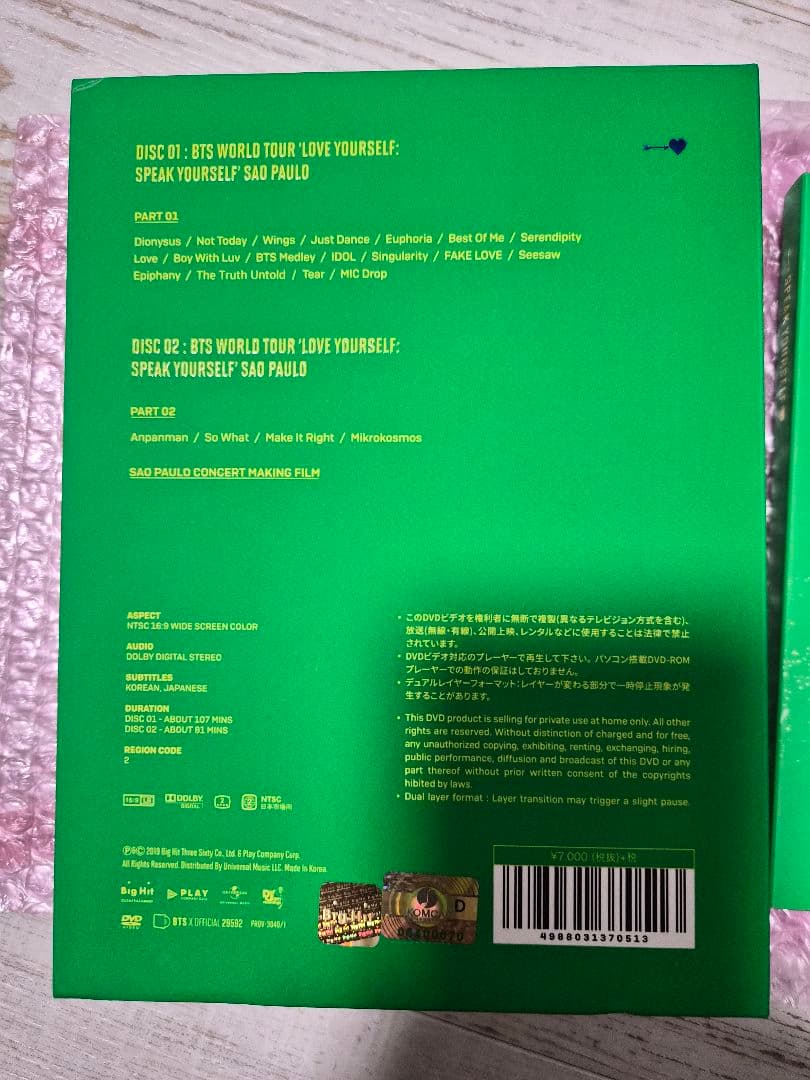 DISC 01 : BTS WORLD TOUR 'LOVE YOURSELF:
SPEAK YOURSELF' SAO PAULO
PART 01
Dionysus / Not Today / Wings / Just Dance / Euphoria / Best Of Me / Serendipity
Love / Boy With Luv / BTS Medley / IDOL / Singularity / FAKE LOVE / Seesaw
Epiphany / The Truth Untold / Tear / MIC Drop
DISC 02 : BTS WORLD TOUR 'LOVE YOURSELF:
SPEAK YOURSELF' SAO PAULO
PART 02
Anpanman / So What / Make It Right / Mikrokosmos
SAO PAULO CONCERT MAKING FILM
ASPECT
NTSC 16:9 WIDE SCREEN COLOR
AUDIO
DOLBY DIGITAL STEREO
SUBTITLES
KOREAN, JAPANESE
DURATION
DISC 01 - ABOUT 107 MINS
DISC 02 - ABOUT 81 MINS
REGION CODE
2
16:9 LB DOLBY DIGITAL 2 2 NTSC 日本市場向
• このDVDビデオを権利者に無断で複製(異なるテレビジョン方式を含む)、
放送(無線・有線)、公開上映、レンタルなどに使用することは法律で禁止
されています。
• DVDビデオ対応のプレーヤーで再生して下さい。パソコン搭載DVD-ROM
プレーヤーでの動作の保証はしておりません。
• デュアルレイヤーフォーマット:レイヤーが変わる部分で一時停止現象が発
生することがあります。
• This DVD product is selling for private use at home only. All other
rights are reserved. Without distinction of charged and for free,
any unauthorized copying, exhibiting, renting, exchanging, hiring,
public performance, diffusion and broadcast of this DVD or any
part thereof without prior written consent of the copyrights
hibited by laws.
• Dual layer format : Layer transition may trigger a slight pause.
℗&© 2019 Big Hit Three Sixty Co., Ltd. & Play Company Corp.
All Rights Reserved. Distributed By Universal Music LLC. Made In Korea.
Big Hit ENTERTAINMENT PLAY COMPANY UNIVERSAL Def
DVD VIDEO BTS X OFFICIAL 29592 PROV-3040/1
KOMCA D
¥7,000 (税抜)+税
4988031370513
SPEAK YOURSELF